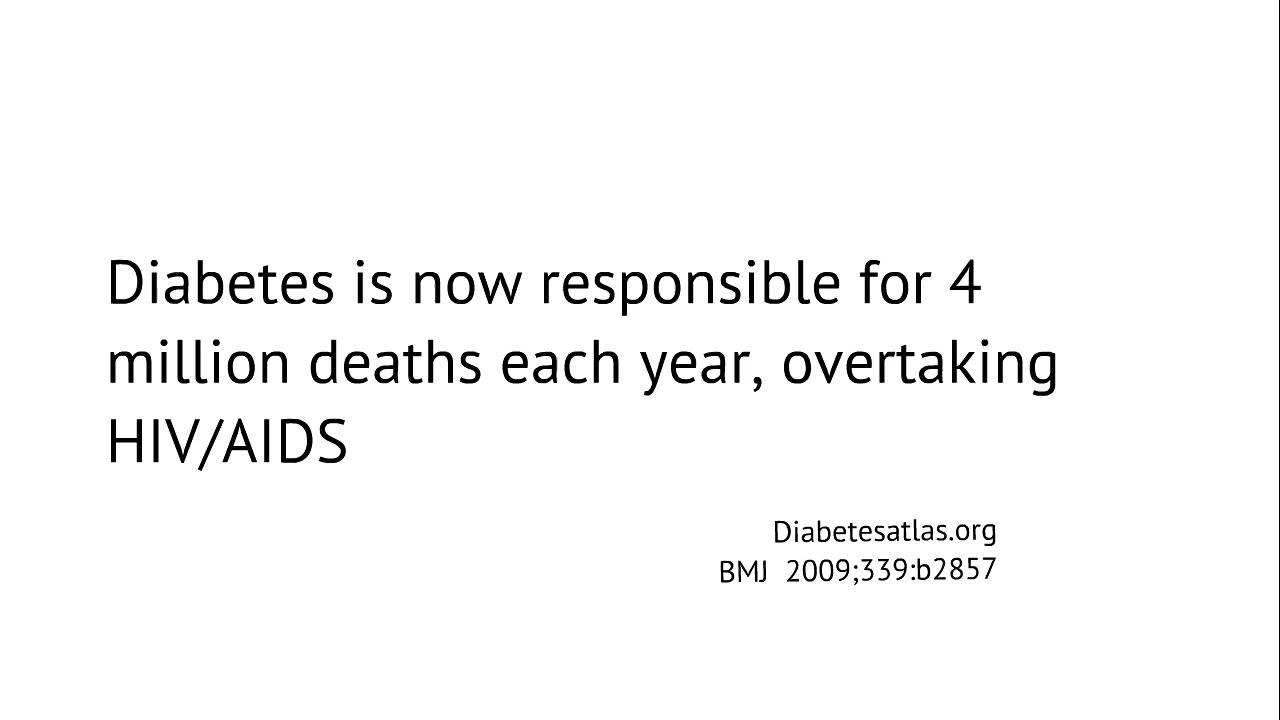 Diabetes is now responsible for 4
million deaths each year, overtaking
HIV/AIDS
Diabetesatlas.org
BMJ 2009;339:b2857